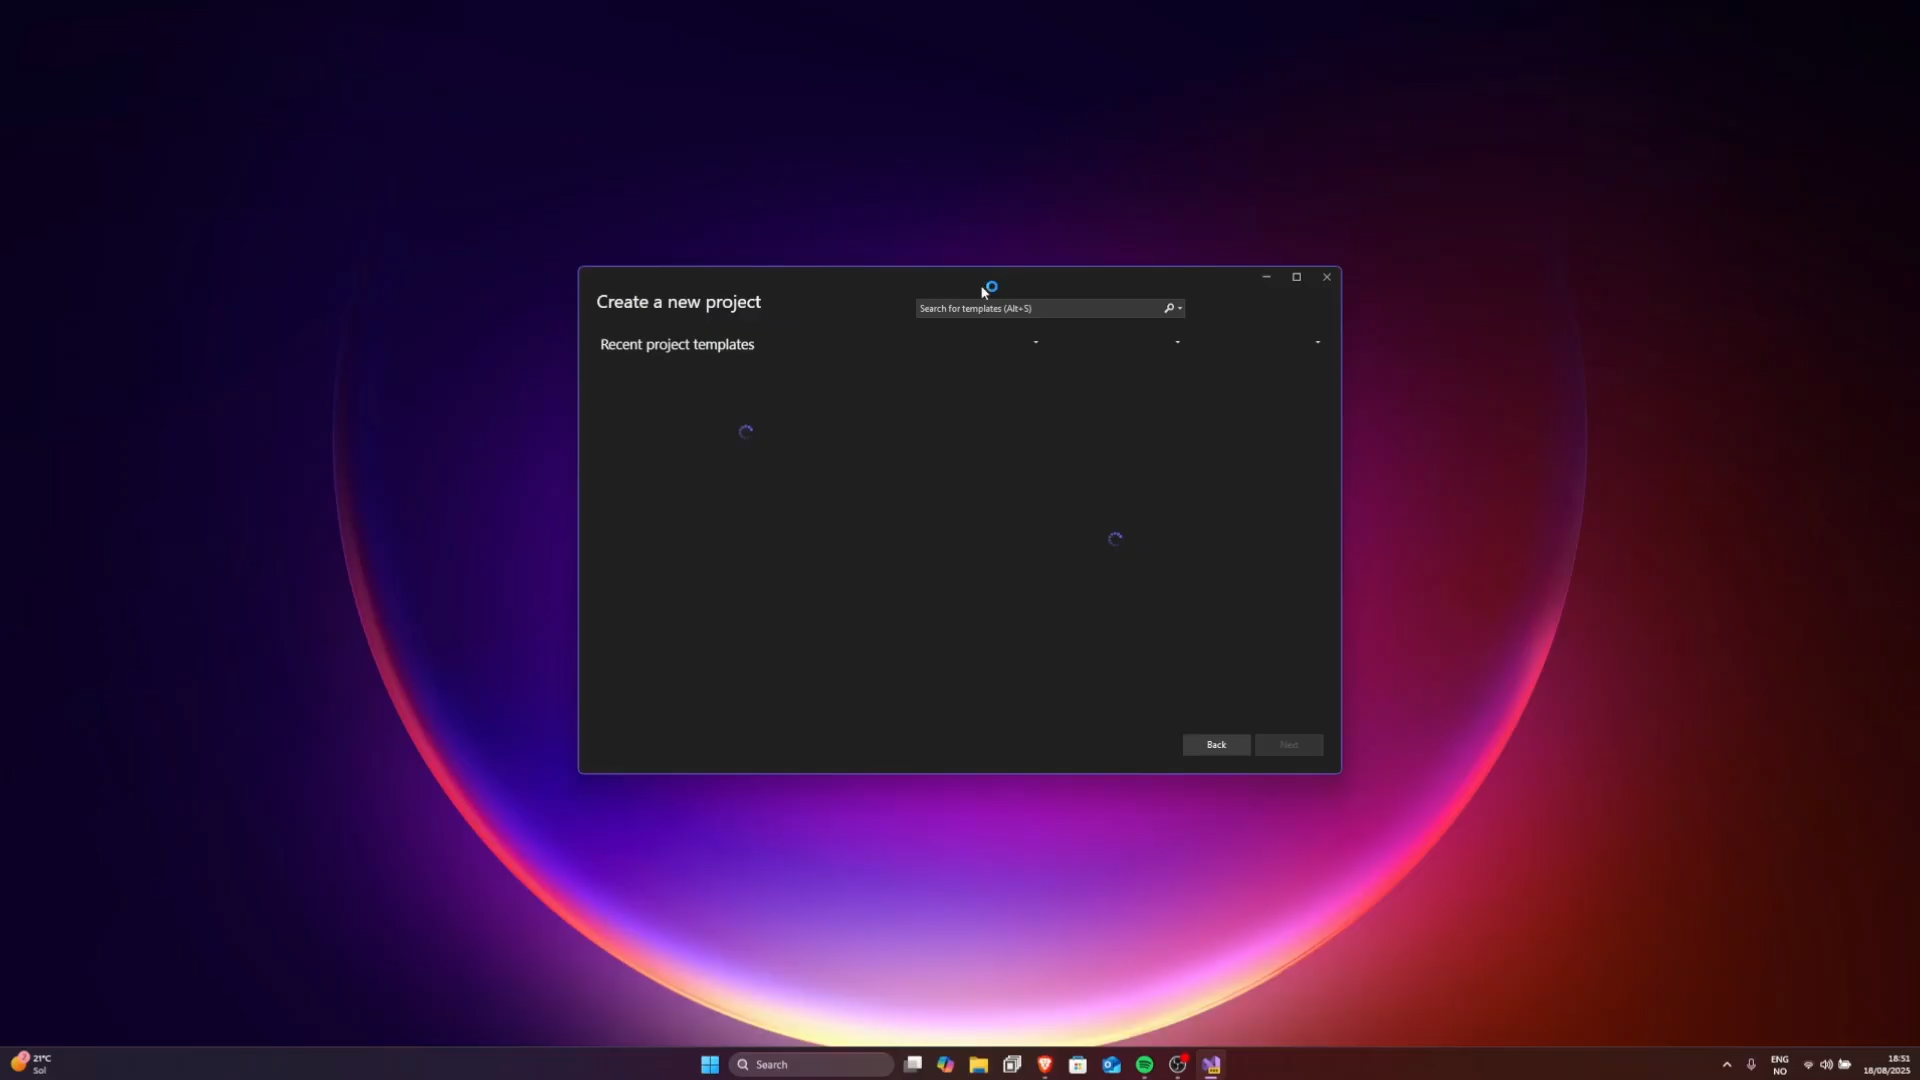 Create a new project
Search for templates (Alt+S)
Recent project templates
Back
Next
21°C
Sol
Search
ENG
NO
18:51
18/08/2025